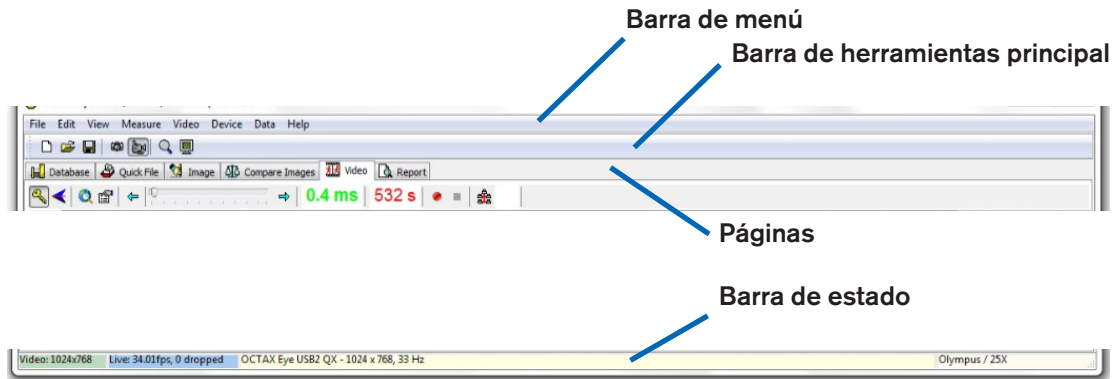 Barra de menú
Barra de herramientas principal
File Edit View Measure Video Device Data Help
Database Quick File Image Compare Images Video Report
0.4 ms 532 s
Páginas
Barra de estado
Video: 1024x768 Live: 34.01fps, 0 dropped OCTAX Eye USB2 QX - 1024 x 768, 33 Hz Olympus / 25X